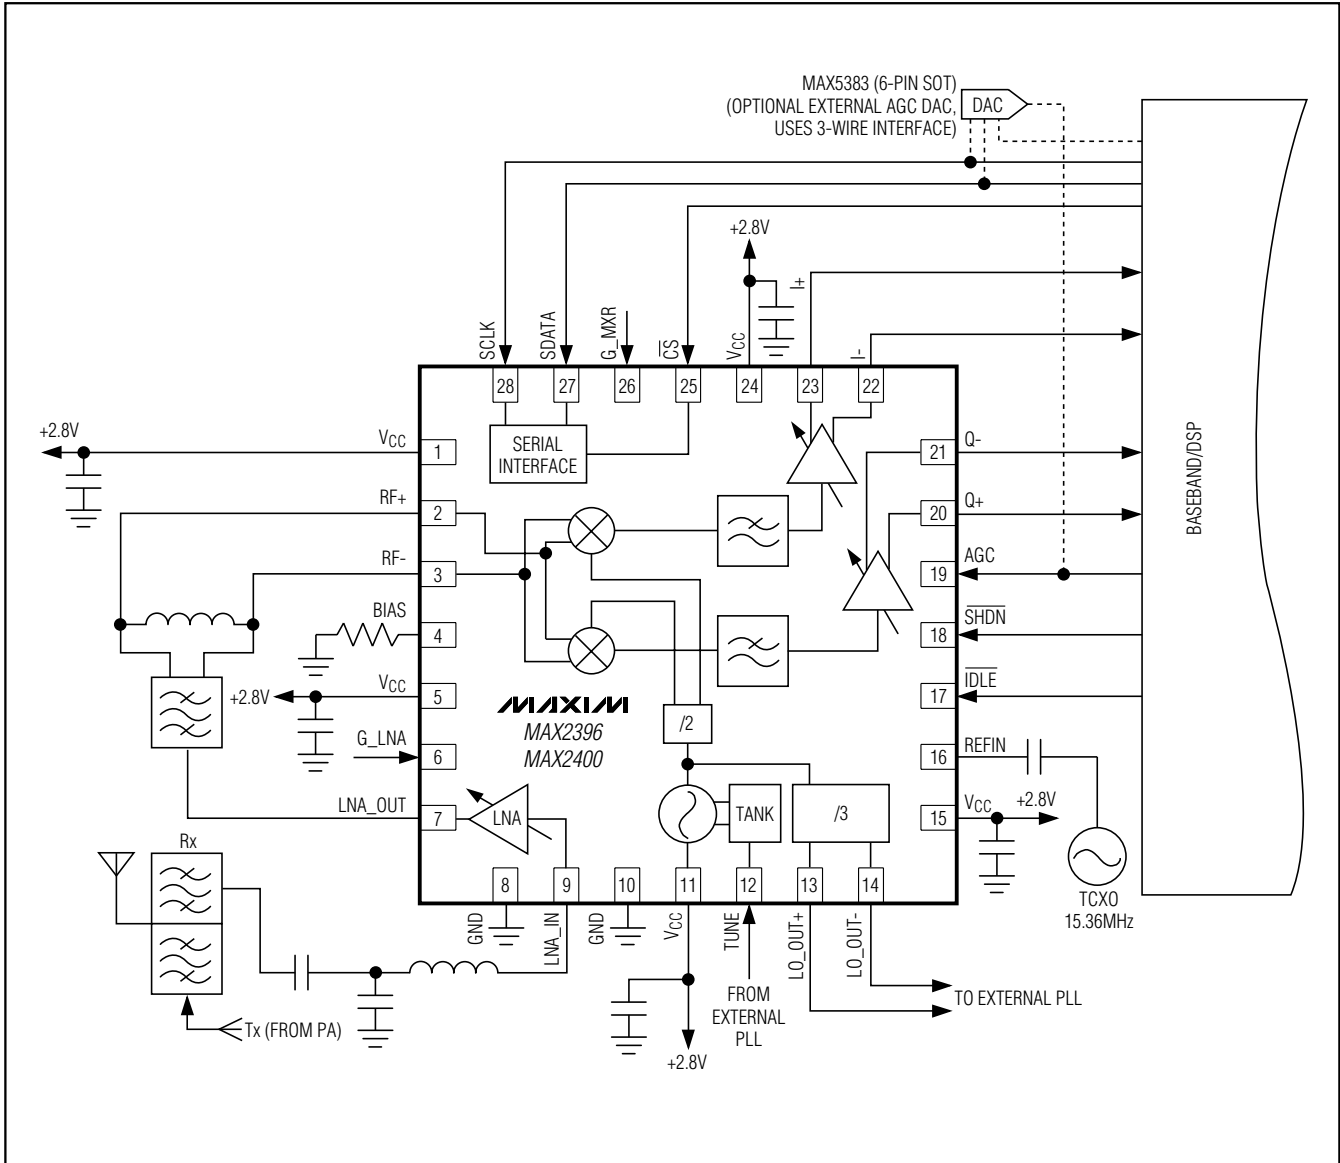 MAX5383 (6-PIN SOT)
(OPTIONAL EXTERNAL AGC DAC,
USES 3-WIRE INTERFACE)
DAC
+2.8V
I+
I-
SCLK
SDATA
G_MXR
CS
VCC
28
27
26
25
24
23
22
SERIAL
INTERFACE
+2.8V
VCC
1
RF+
2
RF-
3
BIAS
4
+2.8V
VCC
5
G_LNA
6
LNA_OUT
7
21
Q-
20
Q+
19
AGC
18
SHDN
17
IDLE
16
REFIN
15
VCC
+2.8V
BASEBAND/DSP
MAXIM
MAX2396
MAX2400
/2
LNA
TANK
/3
Rx
TCXO
15.36MHz
8
9
10
11
12
13
14
GND
LNA_IN
GND
VCC
TUNE
LO_OUT+
LO_OUT-
FROM
EXTERNAL
PLL
TO EXTERNAL PLL
Tx (FROM PA)
+2.8V